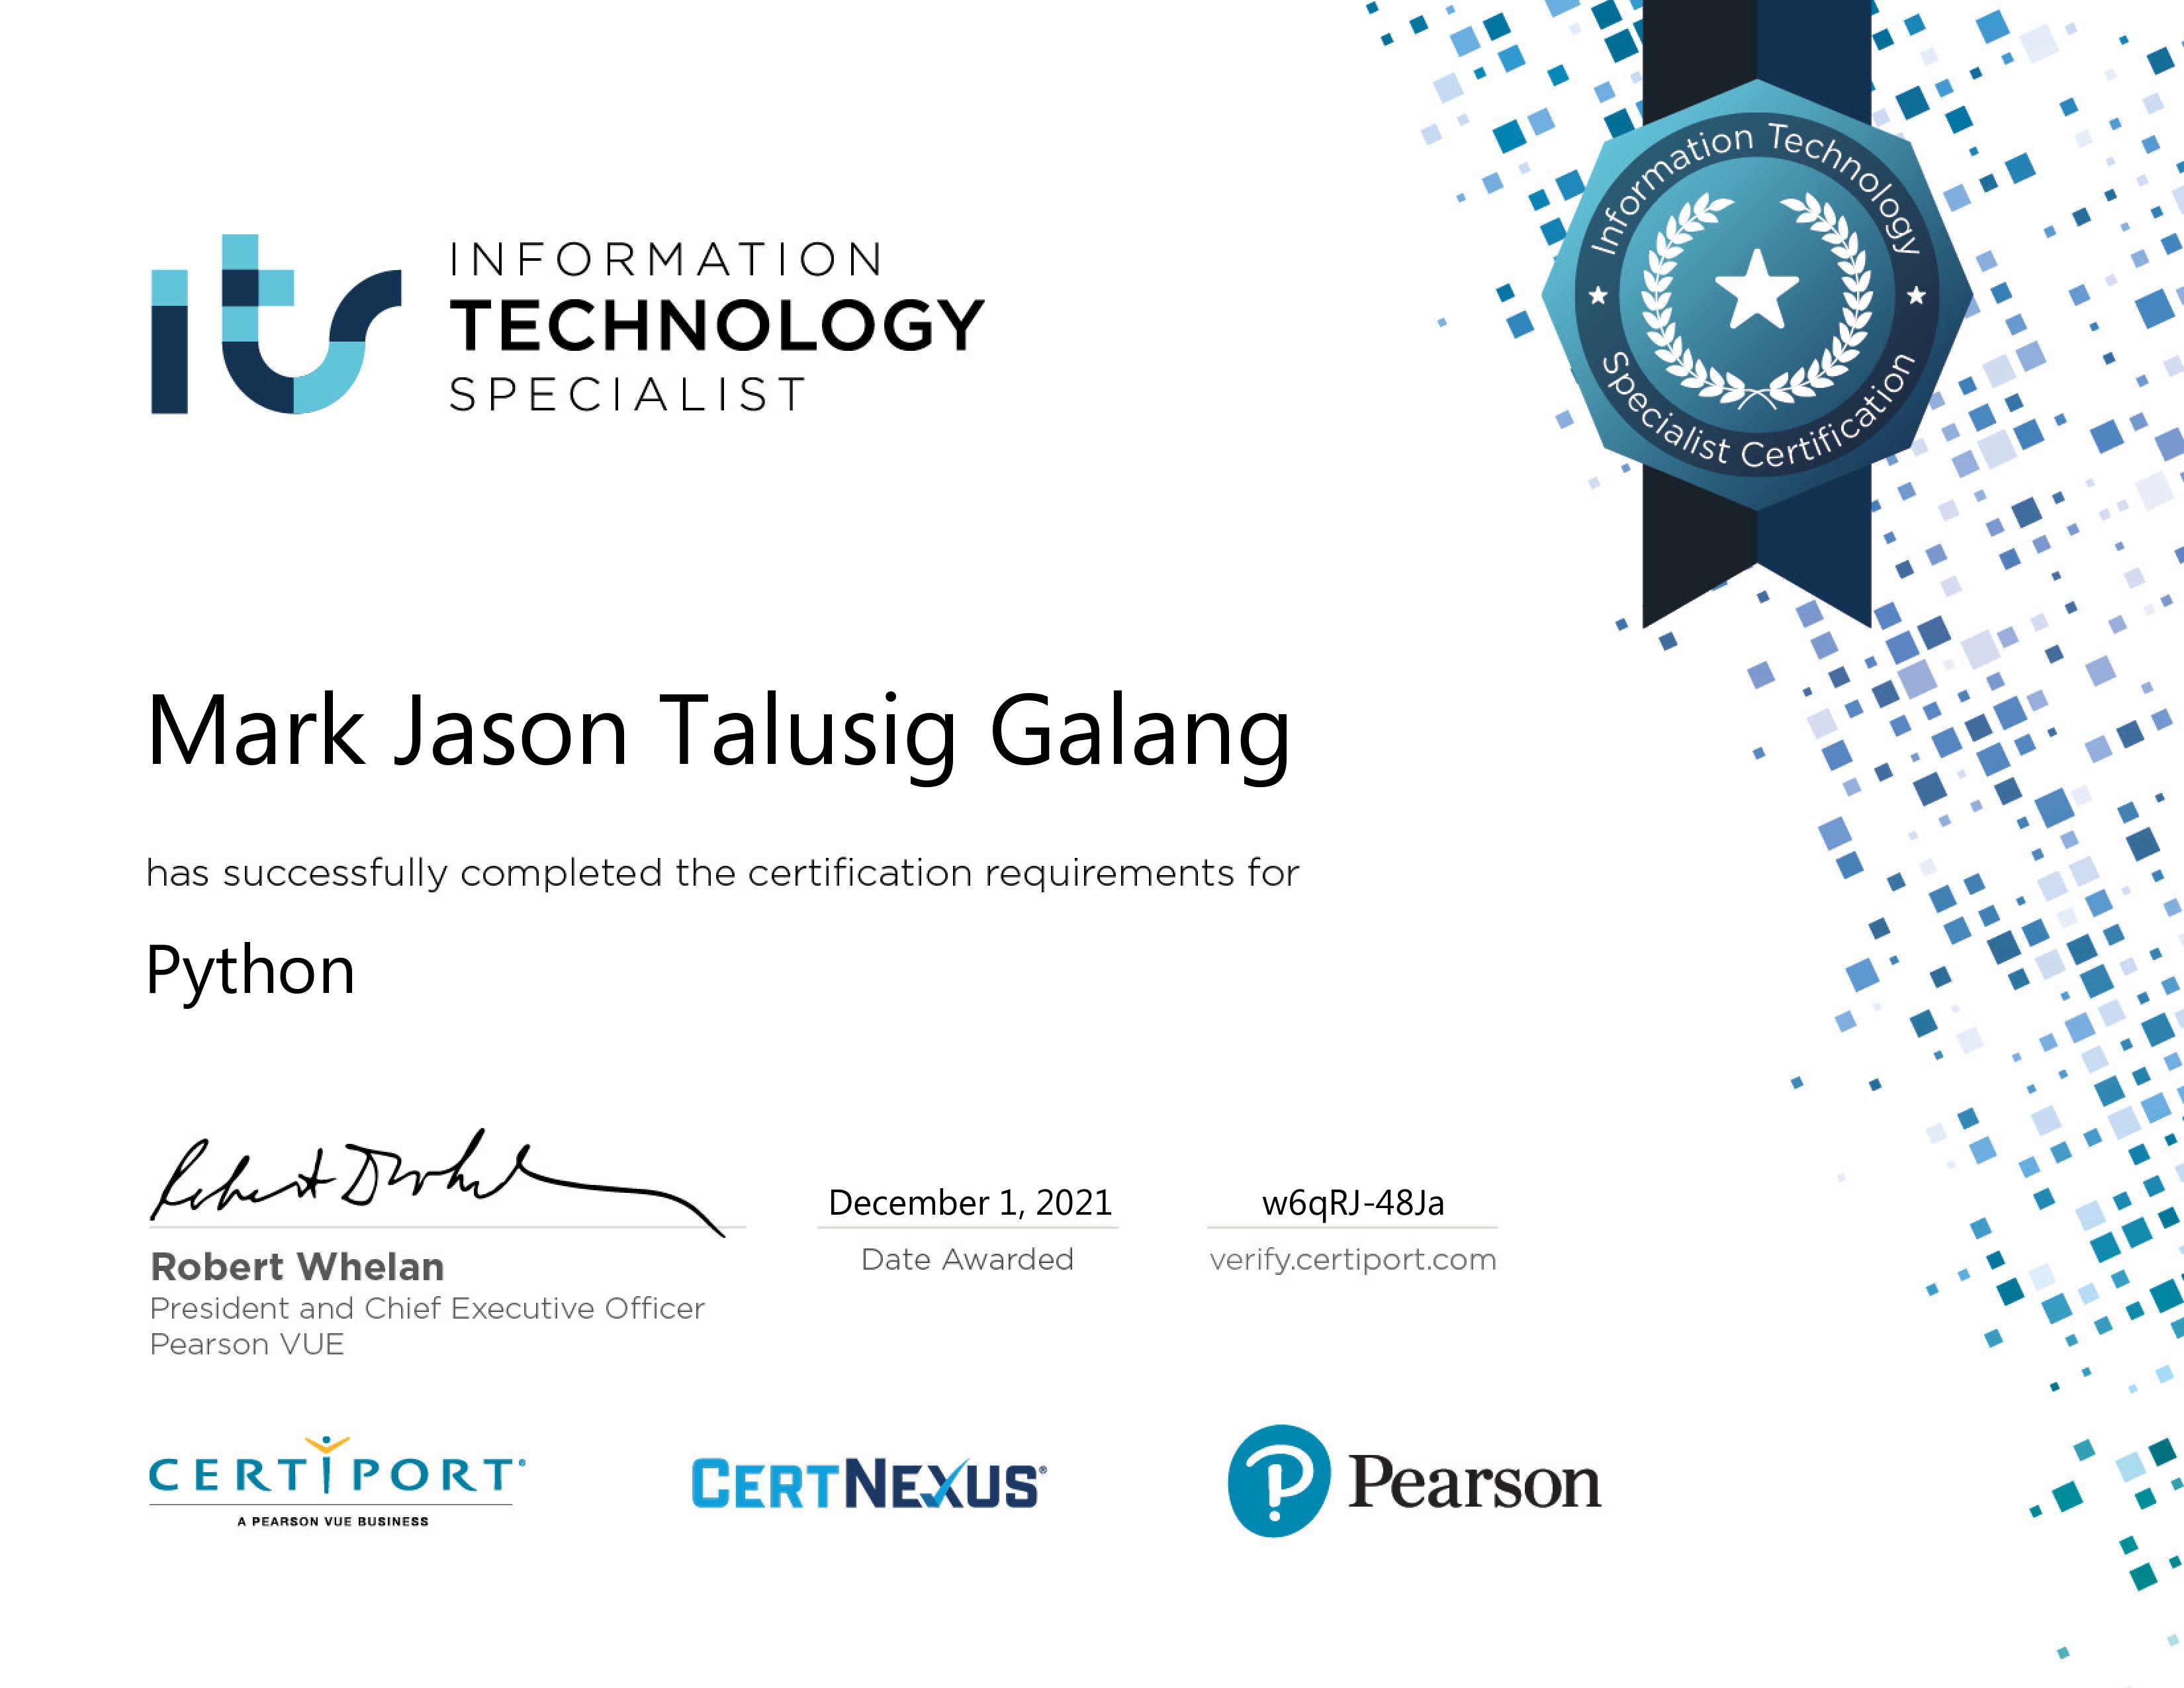 its
INFORMATION
TECHNOLOGY
SPECIALIST
Information Technology
Specialist Certification
Mark Jason Talusig Galang
has successfully completed the certification requirements for
Python
December 1, 2021
w6qRJ-48Ja
Robert Whelan
Date Awarded
verify.certiport.com
President and Chief Executive Officer
Pearson VUE
CERTIPORT®
A PEARSON VUE BUSINESS
CERTNEXUS®
P Pearson